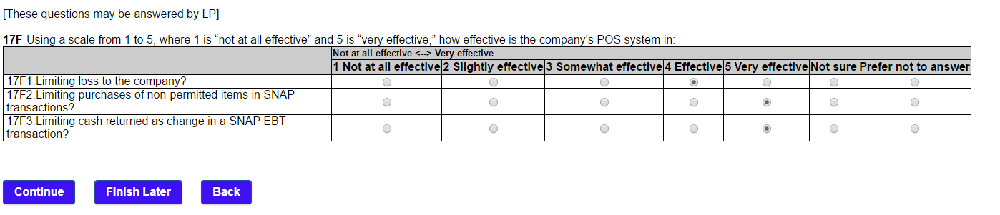 [These questions may be answered by LP]
17F-Using a scale from 1 to 5, where 1 is “not at all effective” and 5 is “very effective,” how effective is the company’s POS system in:
Not at all effective <--> Very effective
1 Not at all effective 2 Slightly effective 3 Somewhat effective 4 Effective 5 Very effective Not sure Prefer not to answer
17F1.Limiting loss to the company?
17F2.Limiting purchases of non-permitted items in SNAP
transactions?
17F3.Limiting cash returned as change in a SNAP EBT
transaction?
Continue Finish Later Back